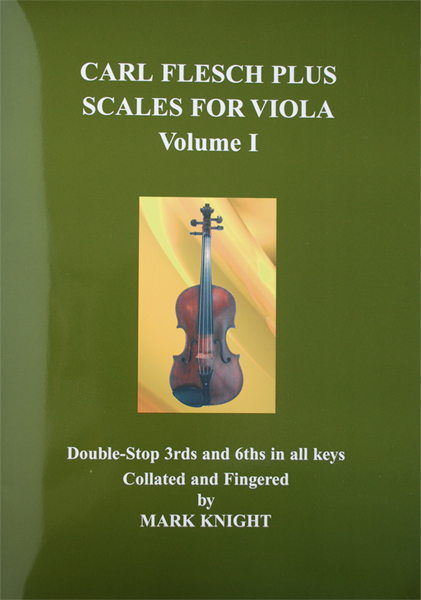 CARL FLESCH PLUS
SCALES FOR VIOLA
Volume I
Double-Stop 3rds and 6ths in all keys
Collated and Fingered
by
MARK KNIGHT